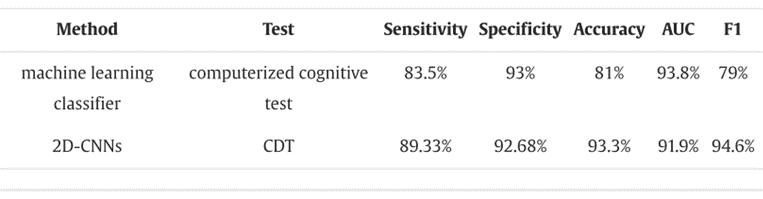 Method Test Sensitivity Specificity Accuracy AUC F1
machine learning computerized cognitive 83.5% 93% 81% 93.8% 79%
classifier test
2D-CNNs CDT 89.33% 92.68% 93.3% 91.9% 94.6%